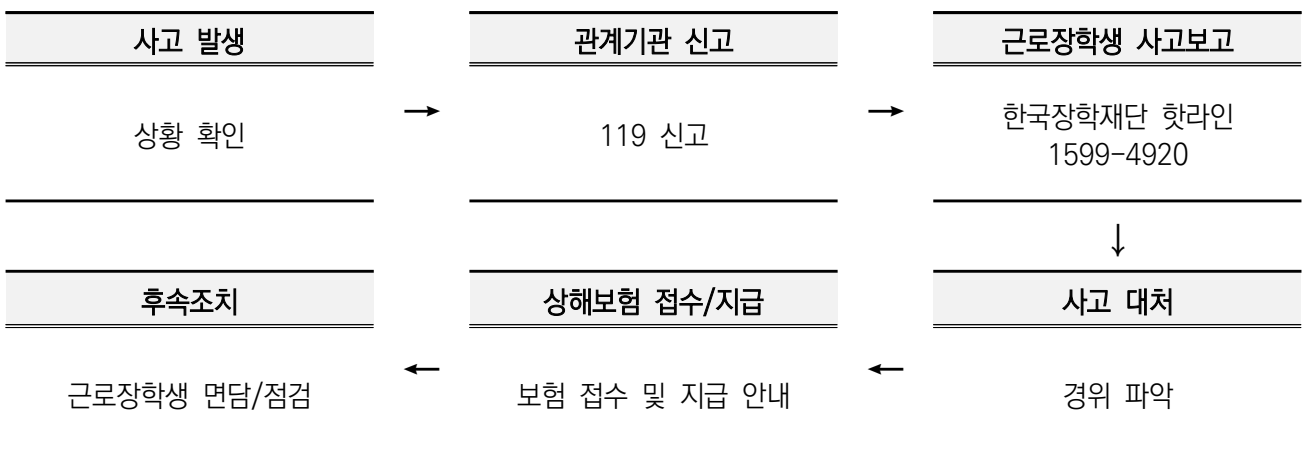 사고 발생
관계기관 신고
근로장학생 사고보고
상황 확인
→
119 신고
→
한국장학재단 핫라인
1599-4920
↓
후속조치
상해보험 접수/지급
사고 대처
근로장학생 면담/점검
←
보험 접수 및 지급 안내
←
경위 파악